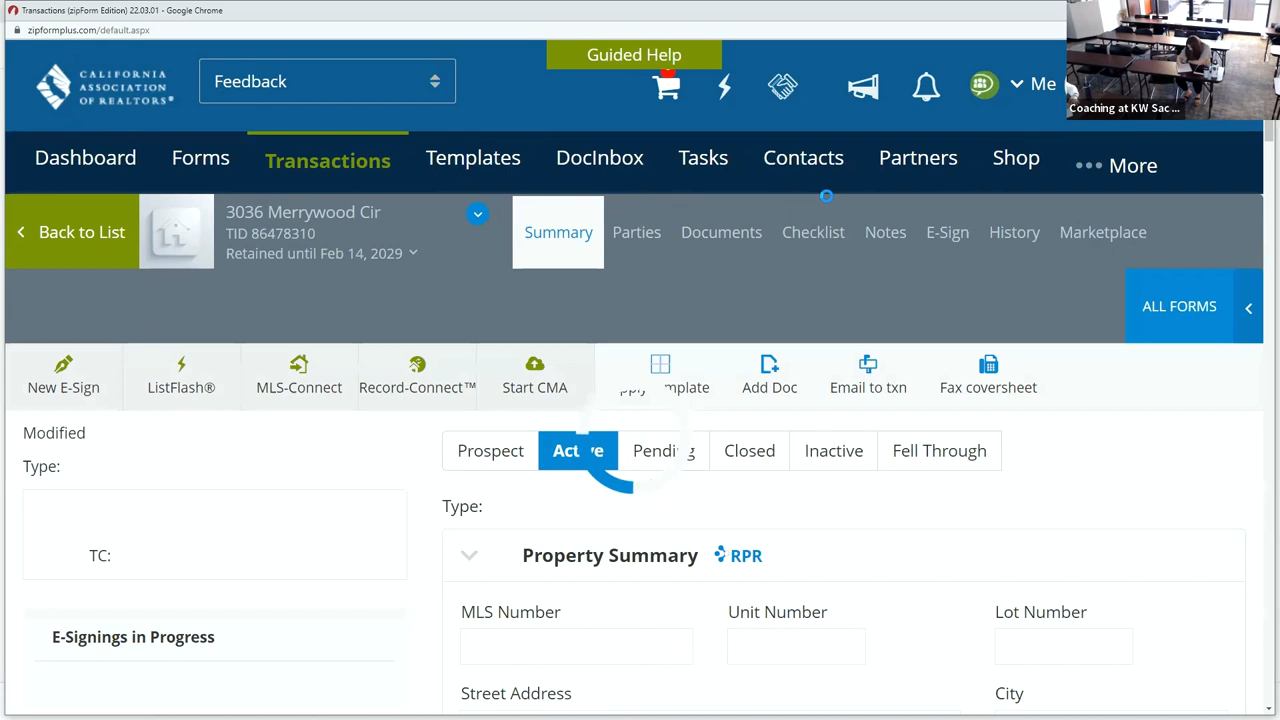 Transactions (zipForm Edition) 22.03.01 - Google Chrome
zipformplus.com/default.aspx
Guided Help
CALIFORNIA
ASSOCIATION
OF REALTORS®
Feedback
Me
Coaching at KW Sac ...
Dashboard Forms Transactions Templates DocInbox Tasks Contacts Partners Shop ••• More
Back to List
3036 Merrywood Cir
TID 86478310
Retained until Feb 14, 2029
Summary Parties Documents Checklist Notes E-Sign History Marketplace
ALL FORMS
New E-Sign ListFlash® MLS-Connect Record-Connect™ Start CMA Apply Template Add Doc Email to txn Fax coversheet
Modified
Type:
TC:
E-Signings in Progress
Prospect Active Pending Closed Inactive Fell Through
Type:
Property Summary RPR
MLS Number Unit Number Lot Number
Street Address City